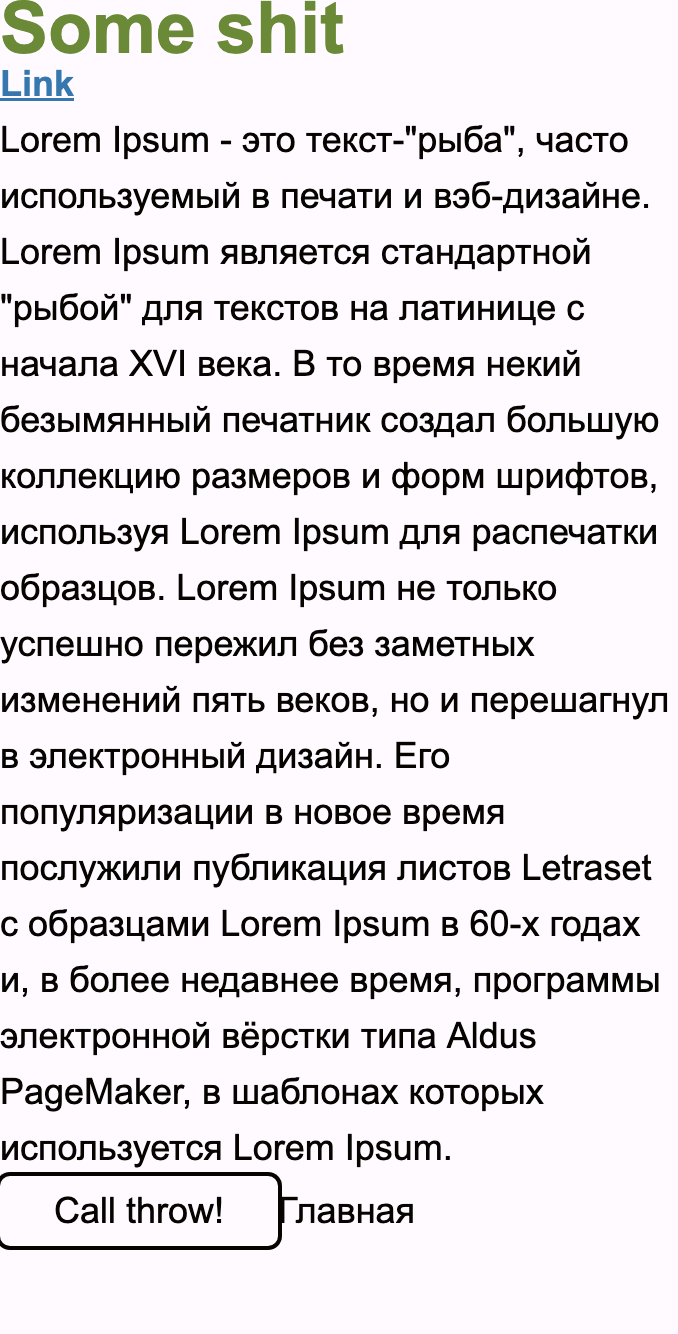 Some shit
Link
Lorem Ipsum - это текст-"рыба", часто
используемый в печати и вэб-дизайне.
Lorem Ipsum является стандартной
"рыбой" для текстов на латинице с
начала XVI века. В то время некий
безымянный печатник создал большую
коллекцию размеров и форм шрифтов,
используя Lorem Ipsum для распечатки
образцов. Lorem Ipsum не только
успешно пережил без заметных
изменений пять веков, но и перешагнул
в электронный дизайн. Его
популяризации в новое время
послужили публикация листов Letraset
с образцами Lorem Ipsum в 60-х годах
и, в более недавнее время, программы
электронной вёрстки типа Aldus
PageMaker, в шаблонах которых
используется Lorem Ipsum.
Call throw! Главная